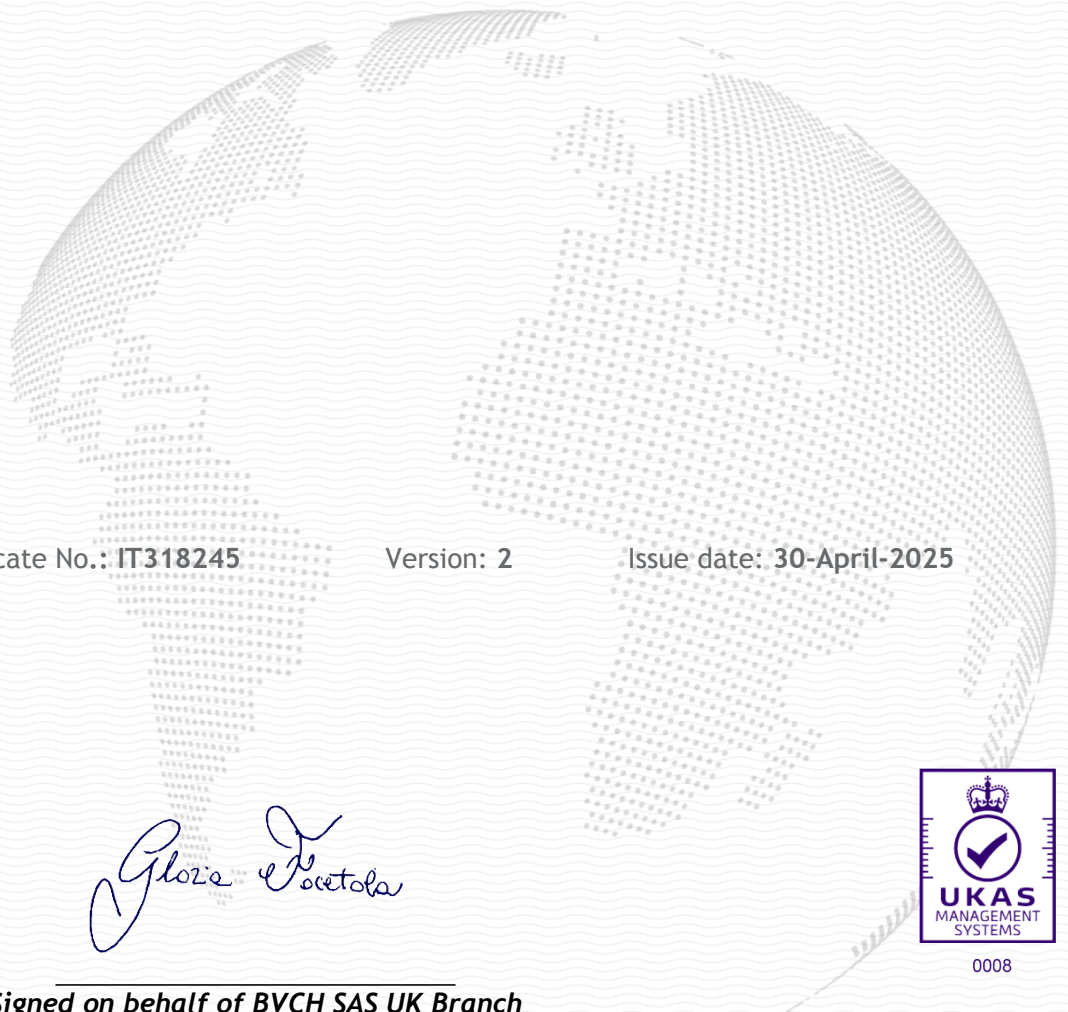 cate No.: IT318245 Version: 2 Issue date: 30-April-2025
Gloria
UKAS
MANAGEMENT
SYSTEMS
0008
Signed on behalf of BVCH SAS UK Branch